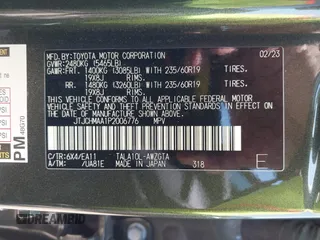 MFD.BY:TOYOTA MOTOR CORPORATION 02/23
GVWR:2480KG (5465LB)
GAWR:FRT. 1400KG (3085LB) WITH 235/60R19 TIRES.
19X8J
RR. 1480KG (3260LB) WITH 235/60R19 TIRES.
19X8J
THIS VEHICLE CONFORMS TO ALL APPLICABLE FEDERAL MOTOR
VEHICLE SAFETY AND THEFT PREVENTION STANDARDS
IN EFFECT ON THE DATE OF MANUFACTURE SHOWN ABOVE.
JTJCHMAA1P2006776 MPV
C/TR:6X4/EA11 TALA10L-AWZGTA
A/TM: /UA81E MADE IN JAPAN 318 E
PSI
PSI
PM
DREAMBID